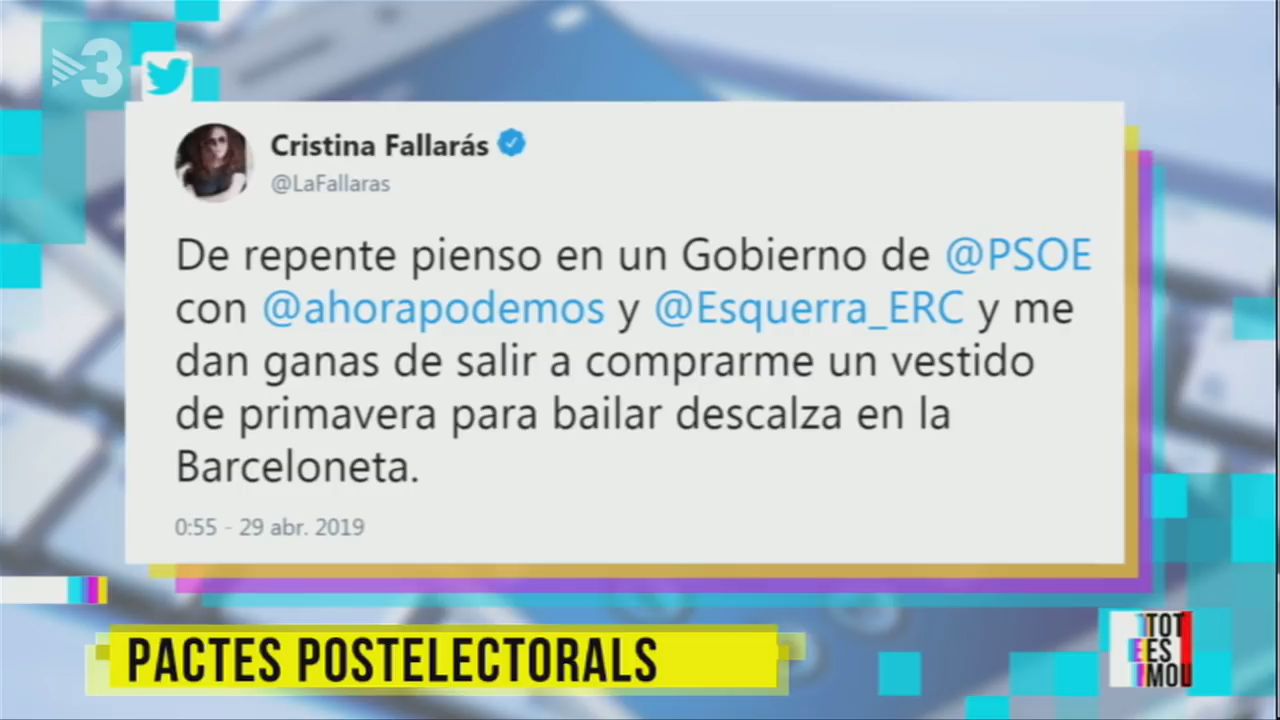 3
Cristina Fallarás
@LaFallaras
De repente pienso en un Gobierno de @PSOE
con @ahorapodemos y @Esquerra_ERC y me
dan ganas de salir a comprarme un vestido
de primavera para bailar descalza en la
Barceloneta.
0:55 - 29 abr. 2019
PACTES POSTELECTORALS
TOT
ES
MOU